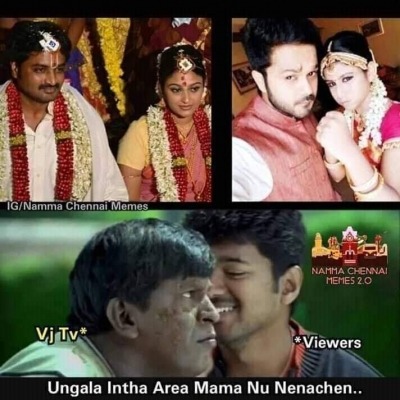 IG/Namma Chennai Memes
NAMMA CHENNAI
MEMES 2.0
Vj Tv*
*Viewers
Ungala Intha Area Mama Nu Nenachen..